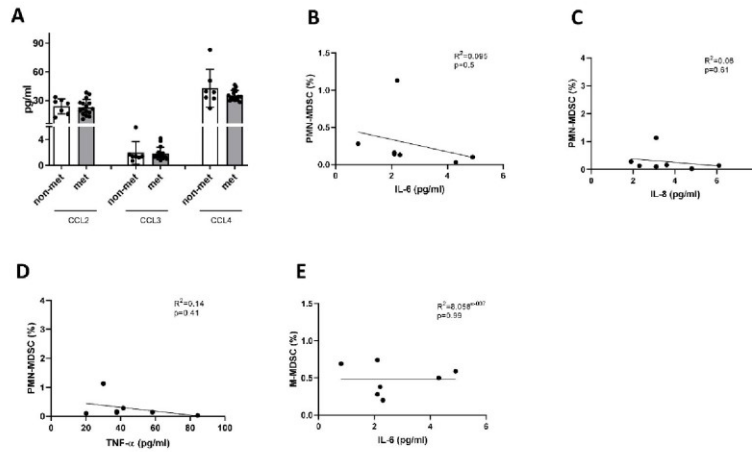 A
pg/ml
90
60
30
4
2
0
non-met
met
non-met
met
non-met
met
CCL2
CCL3
CCL4
B
R²=0.095
p=0.5
PMN-MDSC (%)
1.5
1.0
0.5
0.0
0
2
4
6
IL-6 (pg/ml)
C
p=0.61
PMN-MDSC (%)
4
3
2
1
0
0
2
4
6
8
IL-8 (pg/ml)
D
R²=0.14
p=0.41
PMN-MDSC (%)
4
3
2
1
0
0
20
40
60
80
100
TNF-α (pg/ml)
E
p=0.99
M-MDSC (%)
1.5
1.0
0.5
0.0
0
2
4
6
IL-6 (pg/ml)